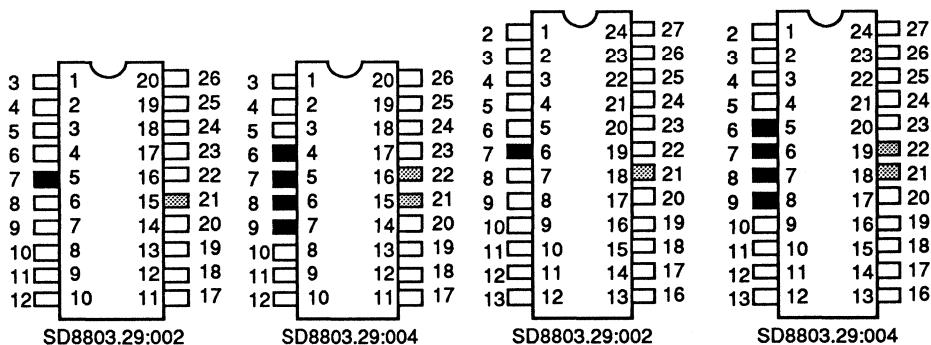 3 1 20 26
4 2 19 25
5 3 18 24
6 4 17 23
7 5 16 22
8 6 15 21
9 7 14 20
10 8 13 19
11 9 12 18
12 10 11 17
SD8803.29:002
3 1 20 26
4 2 19 25
5 3 18 24
6 4 17 23
7 5 16 22
8 6 15 21
9 7 14 20
10 8 13 19
11 9 12 18
12 10 11 17
SD8803.29:004
2 1 24 27
3 2 23 26
4 3 22 25
5 4 21 24
6 5 20 23
7 6 19 22
8 7 18 21
9 8 17 20
10 9 16 19
11 10 15 18
12 11 14 17
13 12 13 16
SD8803.29:002
2 1 24 27
3 2 23 26
4 3 22 25
5 4 21 24
6 5 20 23
7 6 19 22
8 7 18 21
9 8 17 20
10 9 16 19
11 10 15 18
12 11 14 17
13 12 13 16
SD8803.29:004